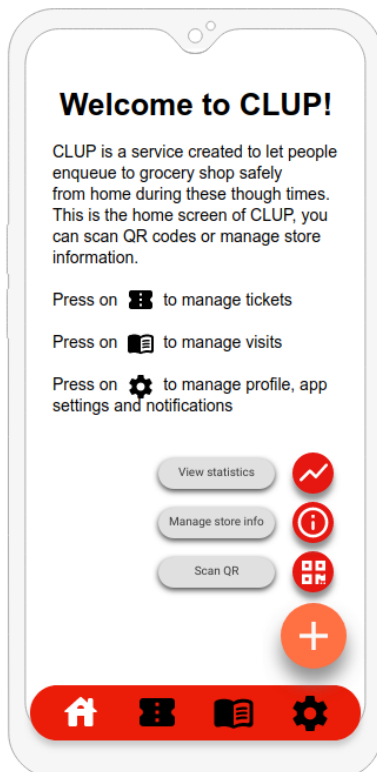 Welcome to CLUP!
CLUP is a service created to let people
enqueue to grocery shop safely
from home during these though times.
This is the home screen of CLUP, you
can scan QR codes or manage store
information.
Press on to manage tickets
Press on to manage visits
Press on to manage profile, app
settings and notifications
View statistics
Manage store info
Scan QR